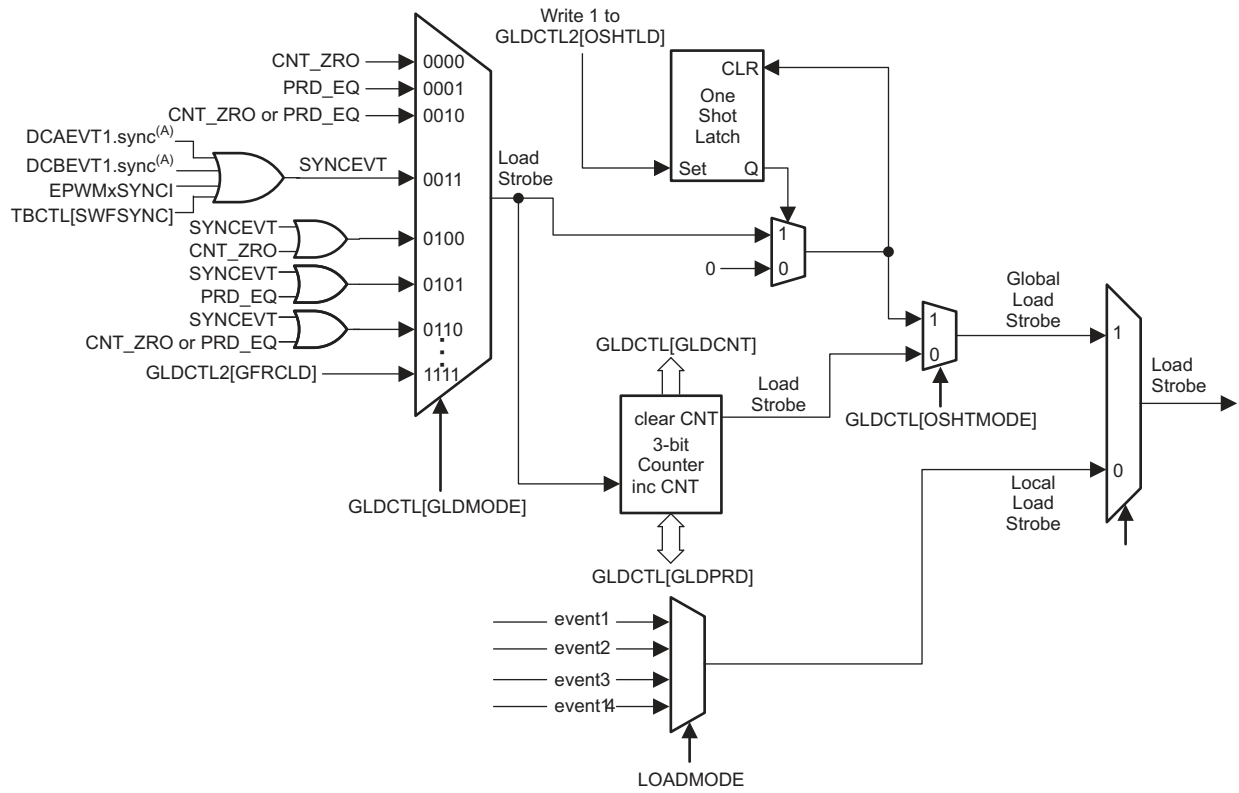 Write 1 to
GLDCTL2[OSHTLD]
CNT_ZRO
0000
PRD_EQ
0001
CNT_ZRO or PRD_EQ
0010
DCAEVT1.sync(A)
DCBEVT1.sync(A)
EPWMxSYNCI
TBCTL[SWFSYNC]
SYNCEVT
0011
SYNCEVT
CNT_ZRO
0100
SYNCEVT
PRD_EQ
0101
SYNCEVT
CNT_ZRO or PRD_EQ
0110
GLDCTL2[GFRCLD]
1111
GLDCTL[GLDMODE]
Load
Strobe
CLR
One
Shot
Latch
Set
Q
1
0
0
GLDCTL[GLDCNT]
clear CNT
3-bit
Counter
inc CNT
GLDCTL[GLDPRD]
Load
Strobe
1
0
GLDCTL[OSHTMODE]
Global
Load
Strobe
1
0
Local
Load
Strobe
Load
Strobe
event1
event2
event3
LOADMODE